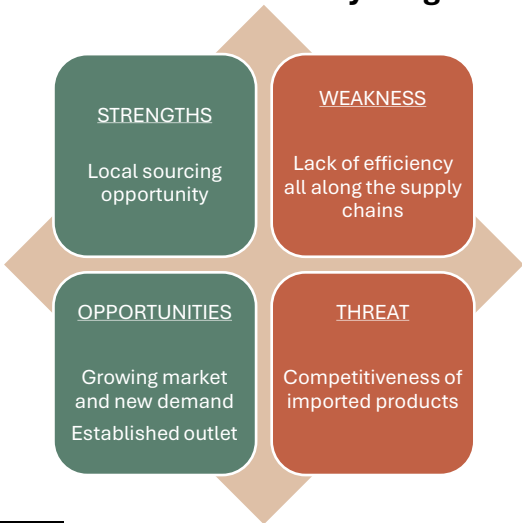 STRENGTHS
Local sourcing
opportunity
WEAKNESS
Lack of efficiency
all along the supply
chains
OPPORTUNITIES
Growing market
and new demand
Established outlet
THREAT
Competitiveness of
imported products